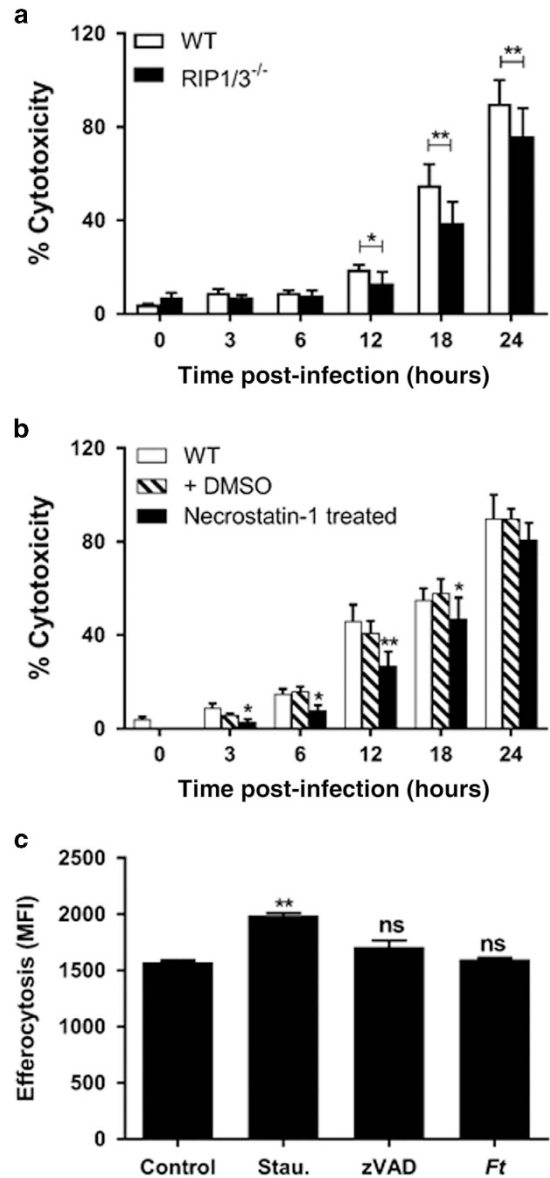 a
120
WT
RIP1/3-/-
**
80
**
% Cytotoxicity
40
*
0
0 3 6 12 18 24
Time post-infection (hours)
b
120
WT
+ DMSO
Necrostatin-1 treated
80
*
% Cytotoxicity
40
**
* *
0
0 3 6 12 18 24
Time post-infection (hours)
c
2500
2000
**
ns
ns
1500
Efferocytosis (MFI)
1000
500
0
Control Stau. zVAD Ft